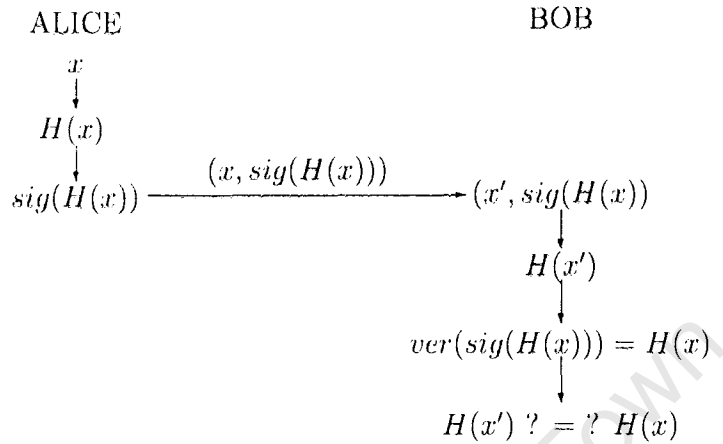 ALICE BOB
x
H(x)
(x, sig(H(x)))
sig(H(x)) (x′, sig(H(x))
H(x′)
ver(sig(H(x))) = H(x)
H(x′) ? = ? H(x)